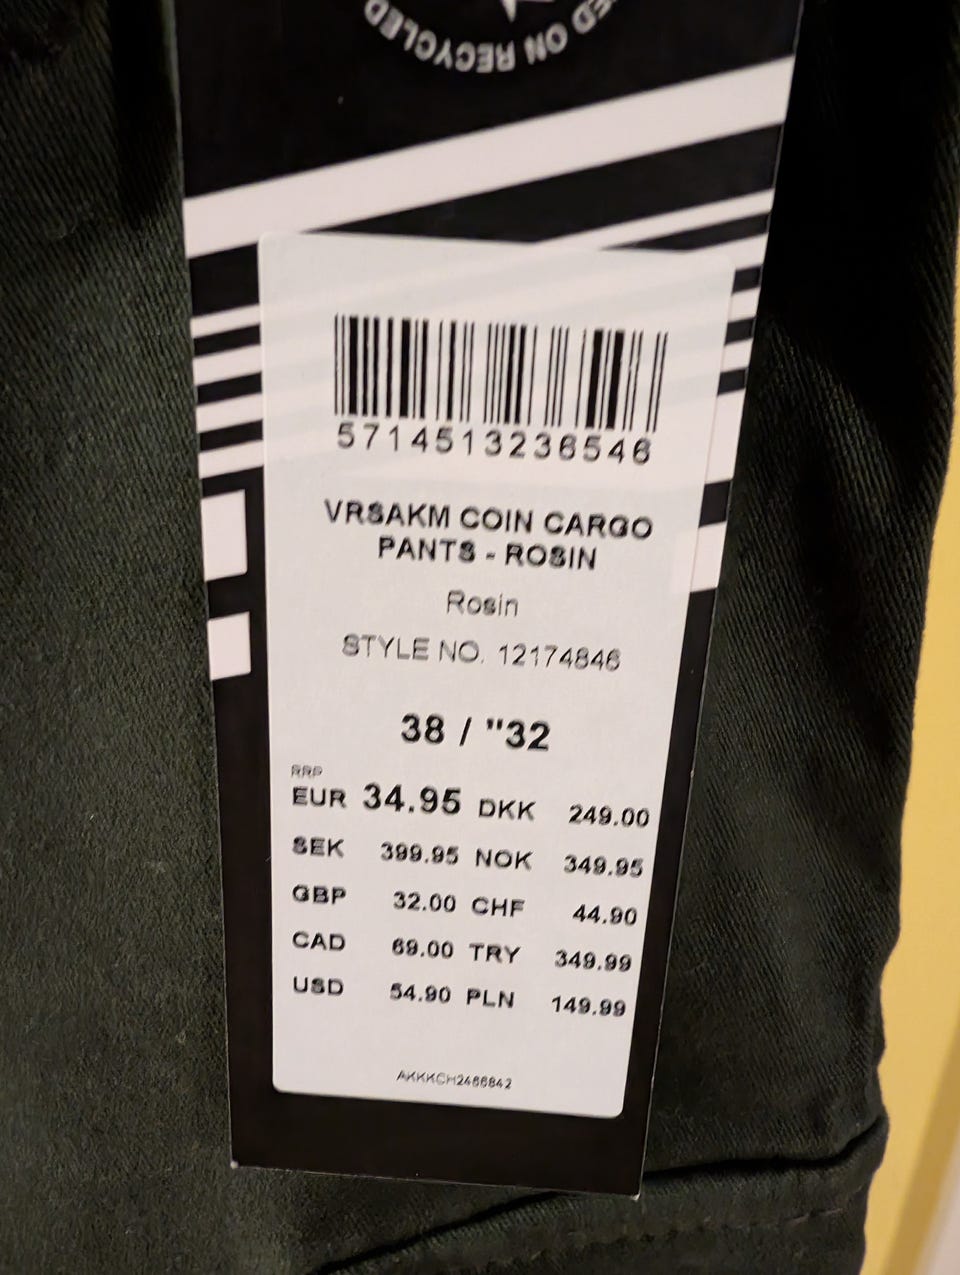 ED ON RECYCLED
5714513236546
VRSAKM COIN CARGO
PANTS - ROSIN
Rosin
STYLE NO. 12174846
38 / "32
RRP
EUR 34.95 DKK 249.00
SEK 399.95 NOK 349.95
GBP 32.00 CHF 44.90
CAD 69.00 TRY 349.99
USD 54.90 PLN 149.99
AKKKCH2466842